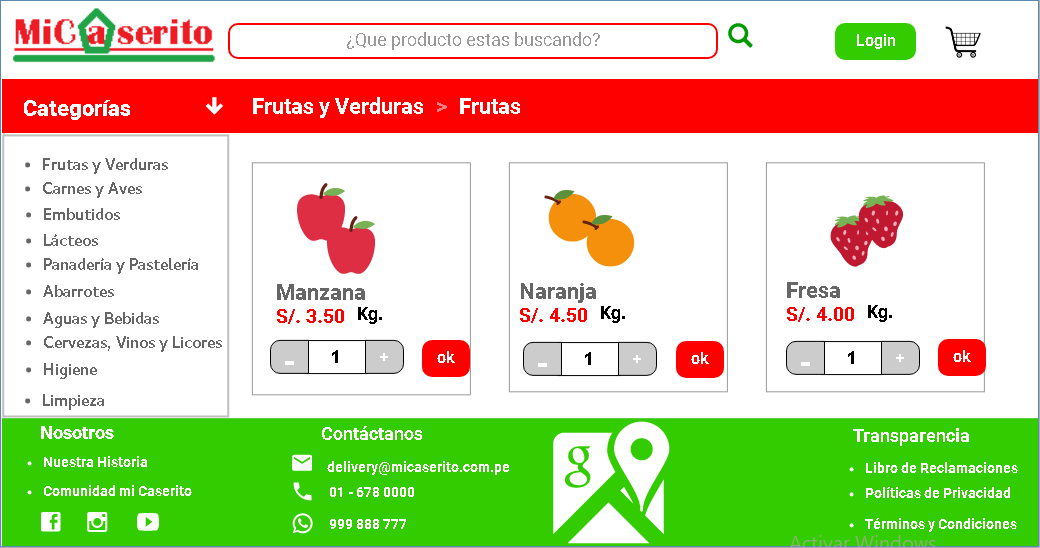 MiCaserito
¿Que producto estas buscando?
Login
Categorías
Frutas y Verduras > Frutas
• Frutas y Verduras
• Carnes y Aves
• Embutidos
• Lácteos
• Panadería y Pastelería
• Abarrotes
• Aguas y Bebidas
• Cervezas, Vinos y Licores
• Higiene
• Limpieza
Manzana
S/. 3.50 Kg.
- 1 + ok
Naranja
S/. 4.50 Kg.
- 1 + ok
Fresa
S/. 4.00 Kg.
- 1 + ok
Nosotros
• Nuestra Historia
• Comunidad mi Caserito
Contáctanos
delivery@micaserito.com.pe
01 - 678 0000
999 888 777
g
Transparencia
• Libro de Reclamaciones
• Políticas de Privacidad
• Términos y Condiciones
Activar Windows